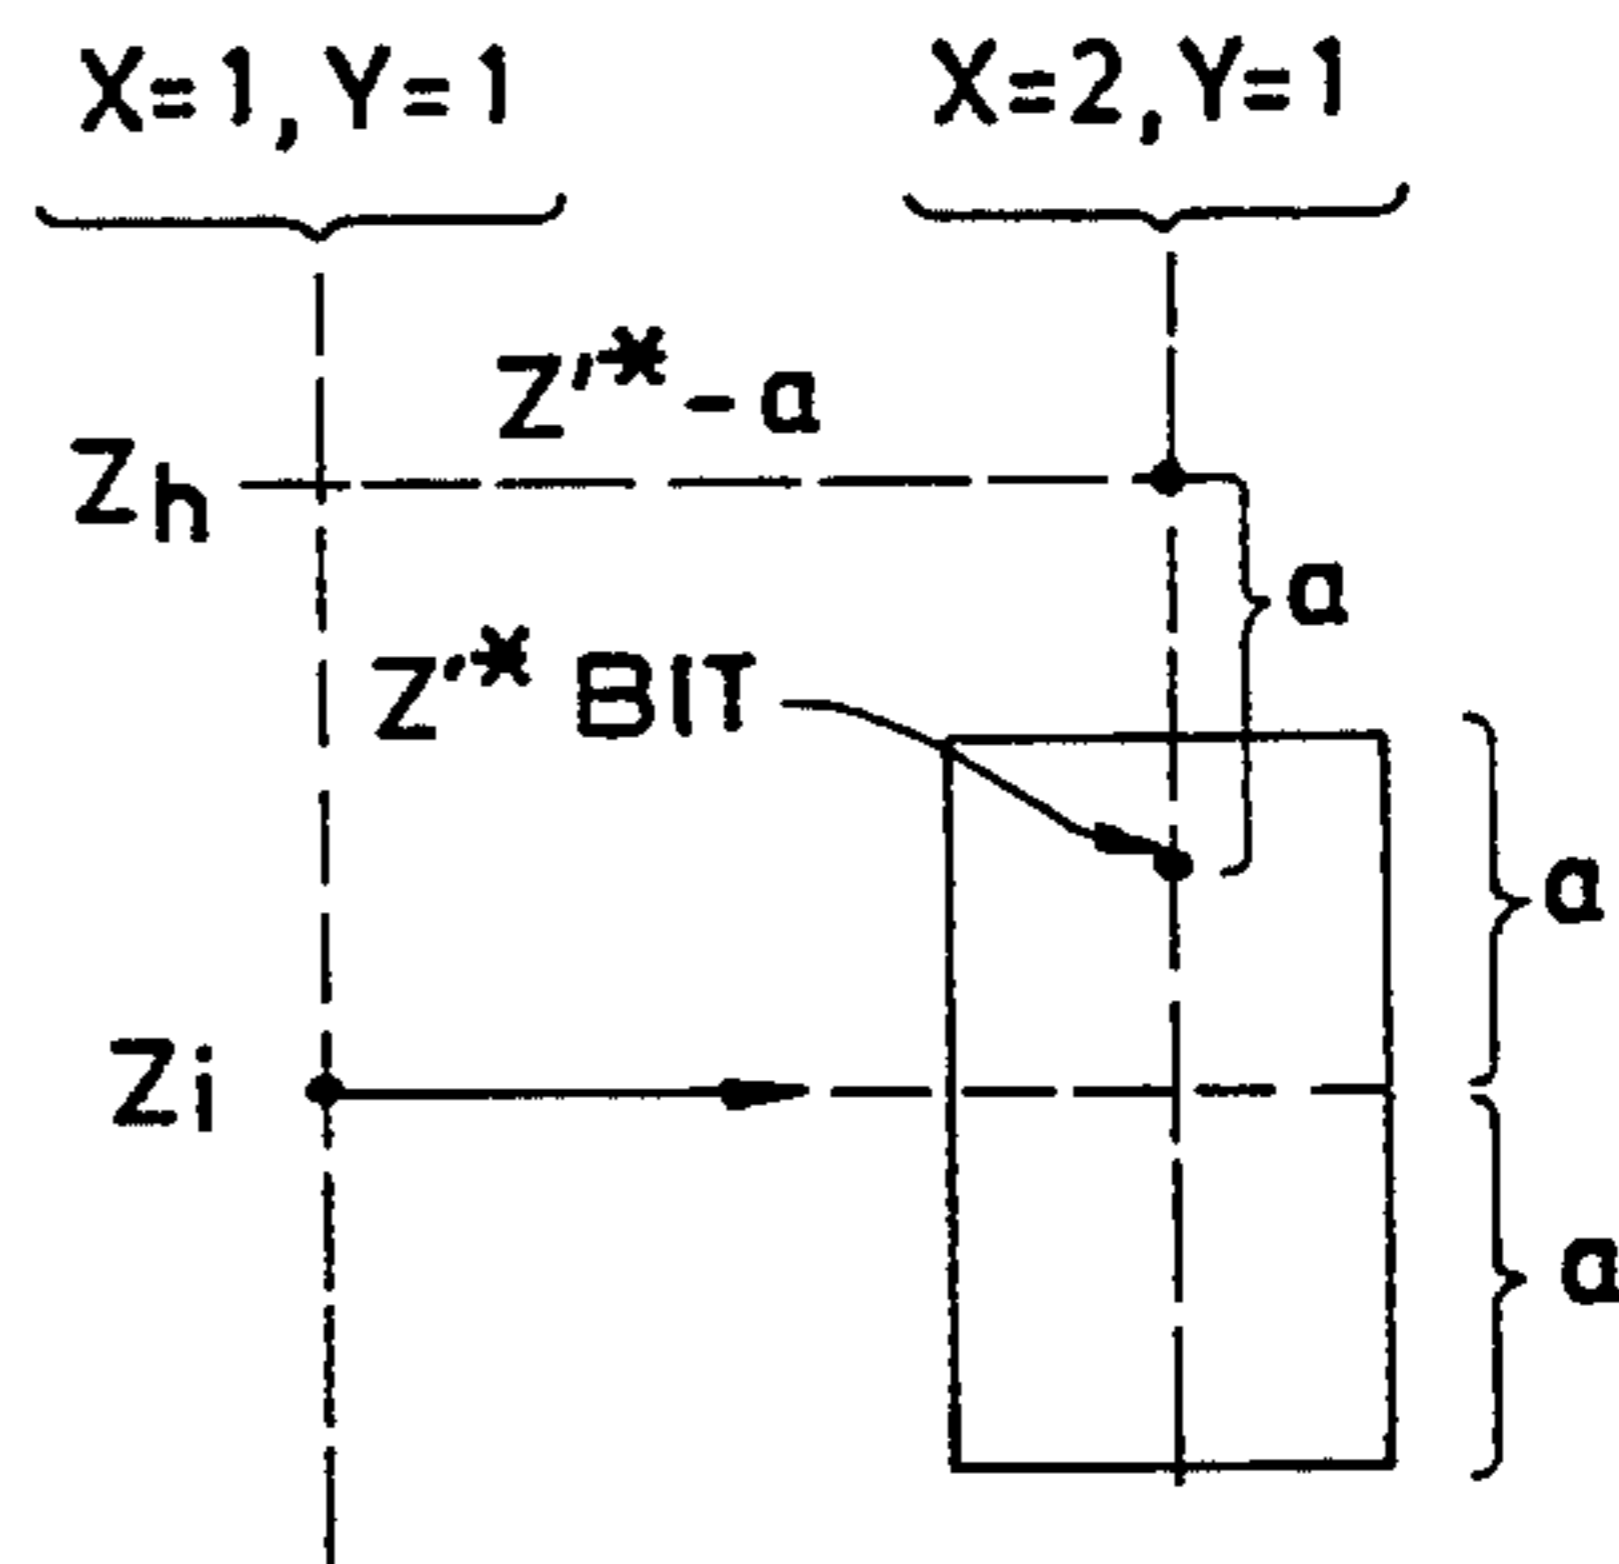 X=1, Y=1
X=2, Y=1
Z'*-a
Zh
a
Z'* BIT
a
Zi
a